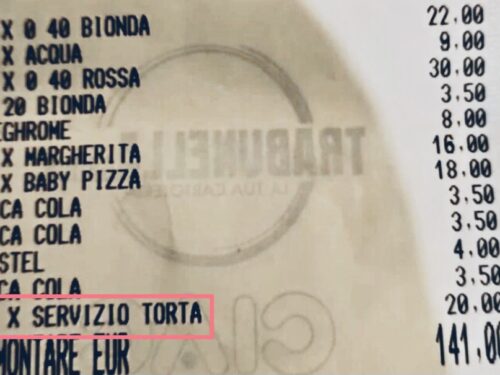 X 0 40 BIONDA 22.00
X ACQUA 9.00
X 0 40 ROSSA 30.00
20 BIONDA 3.50
EGHROME 8.00
X MARGHERITA 16.00
X BABY PIZZA 18.00
CA COLA 3.50
CA COLA 3.50
STEL 4.00
CA COLA 3.50
X SERVIZIO TORTA 20.00
MONTARE EUR 141,00
TRABUNELLA
CIAO